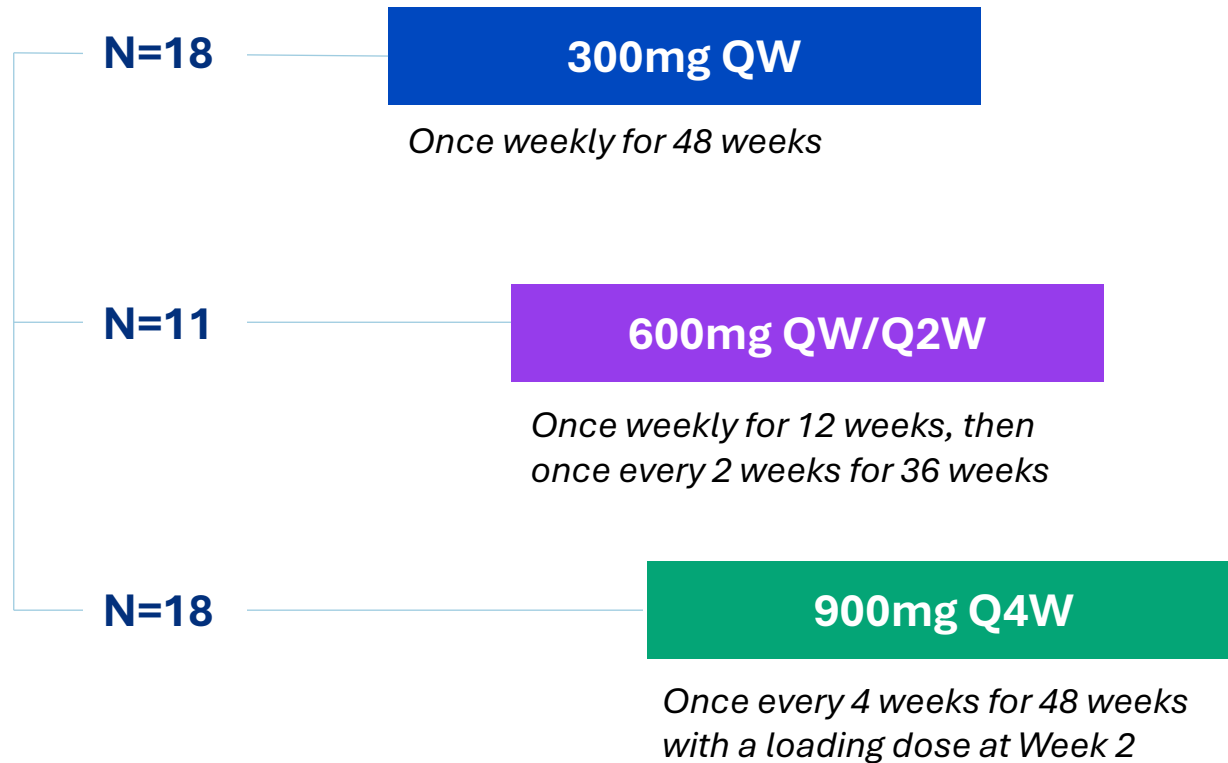 N=18
300mg QW
Once weekly for 48 weeks
N=11
600mg QW/Q2W
Once weekly for 12 weeks, then
once every 2 weeks for 36 weeks
N=18
900mg Q4W
Once every 4 weeks for 48 weeks
with a loading dose at Week 2